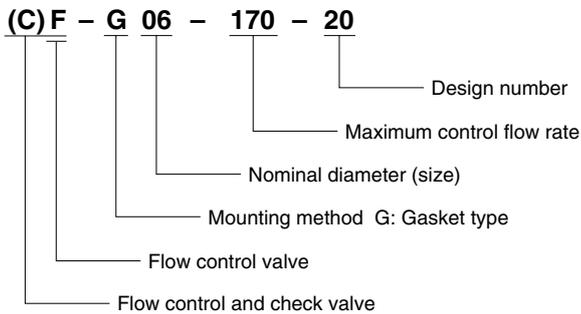 (C) F – G 06 – 170 – 20
Design number
Maximum control flow rate
Nominal diameter (size)
Mounting method G: Gasket type
Flow control valve
Flow control and check valve